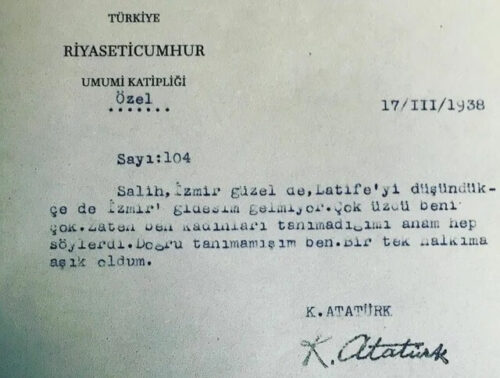 TÜRKİYE
RİYASETİCUMHUR
UMUMİ KATİPLİĞİ
Özel
.......
17/III/1938
Sayı:104
Salih,İzmir güzel de,Latife'yi düşündük-
çe de İzmir' gidesim gelmiyor.Çok üzdü beni
çok.Zaten ben kadınları tanımadığımı anam hep
söylerdi.Doğru tanımamışım ben.Bir tek halkıma
aşık oldum.
K.ATATÜRK
K. Atatürk